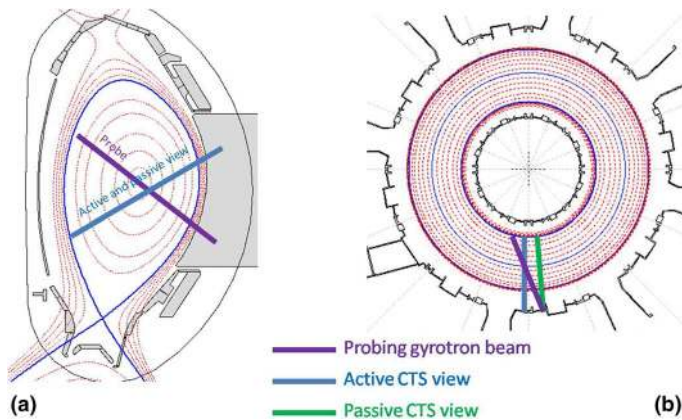 Probe
Active and passive view
Probing gyrotron beam
Active CTS view
Passive CTS view
(a)
(b)